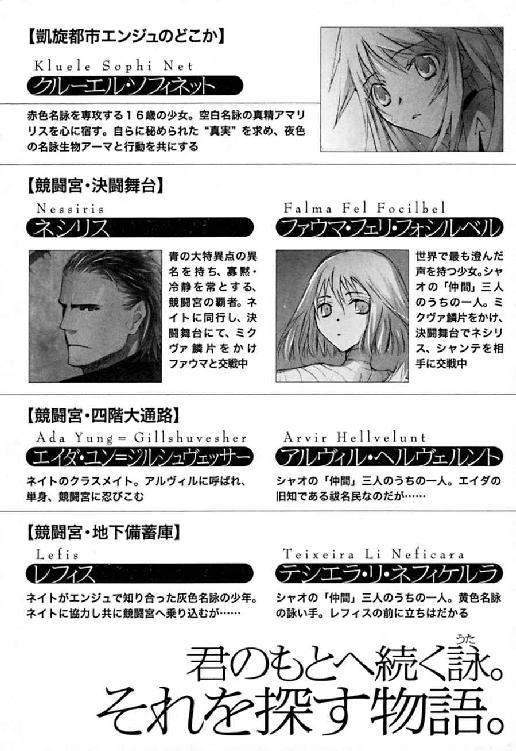 【凱旋都市エンジュのどこか】
Kluele Sophi Net
クルーエル・ソフィネット
赤色名詠を専攻する16歳の少女。空白名詠の真精アマリ
リスを心に宿す。自らに秘められた“真実”を求め、夜色
の名詠生物アーマと行動を共にする
【競闘宮・決闘舞台】
Nessiris
ネシリス
青の大特異点の異
名を持ち、寡黙・
冷静を常とする、
競闘宮の覇者。ネ
イトに同行し、決
闘舞台にて、ミク
ヴァ鱗片をかけ
ファウマと交戦中
Falma Fel Focilbel
ファウマ・フェリ・フォシルベル
世界で最も澄んだ
声を持つ少女。シャ
オの「仲間」三人
のうちの一人。ミ
クヴァ鱗片をかけ、
決闘舞台でネシリ
ス、シャンテを相
手に交戦中
【競闘宮・四階大通路】
Ada Yung=Gillshuvesher
エイダ・ユン=ジルシュヴェッサー
ネイトのクラスメイト。アルヴィルに呼ばれ、
単身、競闘宮に忍びこむ
Arvir Hellvelunt
アルヴィル・ヘルヴェルント
シャオの「仲間」三人のうちの一人。エイダの
旧知である祓名民なのだが……
【競闘宮・地下備蓄庫】
Lefis
レフィス
ネイトがエンジュで知り合った灰色名詠の少年。
ネイトに協力し共に競闘宮へ乗り込むが……
Teixeira Li Neficara
テシエラ・リ・ネフィケルラ
シャオの「仲間」三人のうちの一人。黄色名詠
の詠い手。レフィスの前に立ちはだかる
うた
君のもとへ続く詠。
それを探す物語。